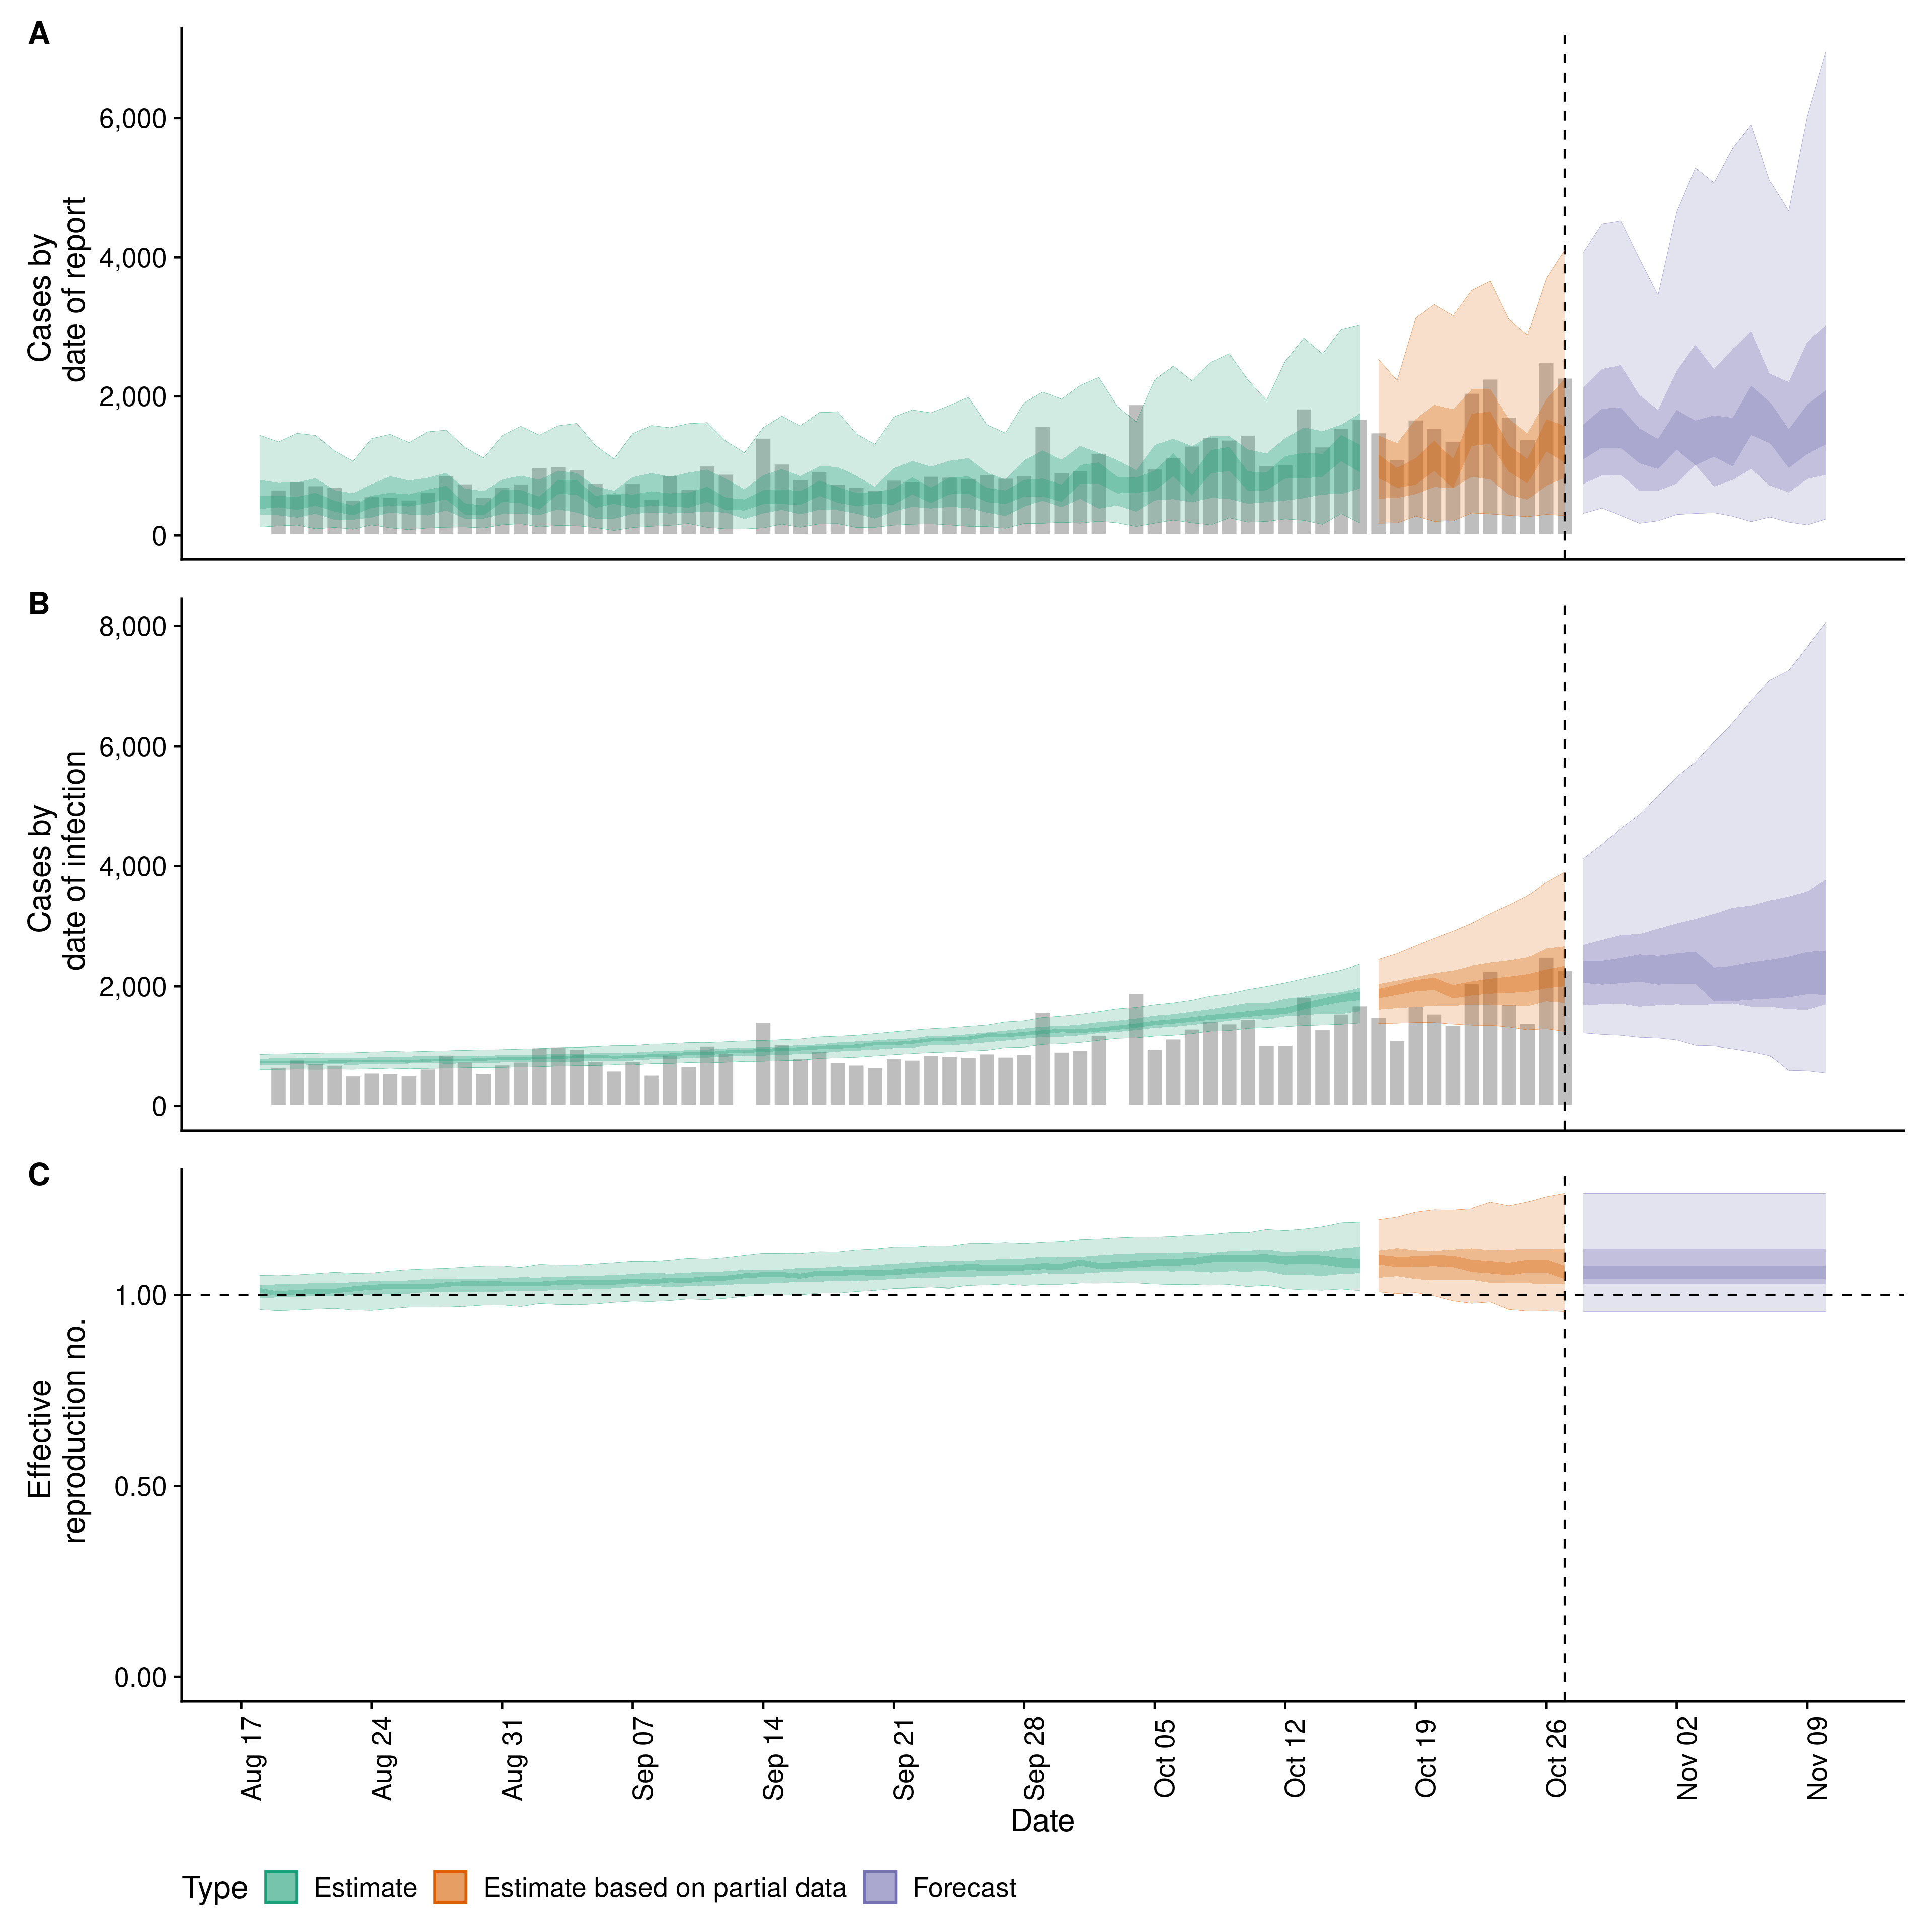 A
6,000
4,000
2,000
0
Cases by
date of report
B
8,000
6,000
4,000
2,000
0
Cases by
date of infection
C
1.00
0.50
0.00
Effective
reproduction no.
Aug 17
Aug 24
Aug 31
Sep 07
Sep 14
Sep 21
Sep 28
Oct 05
Oct 12
Oct 19
Oct 26
Nov 02
Nov 09
Date
Type Estimate Estimate based on partial data Forecast